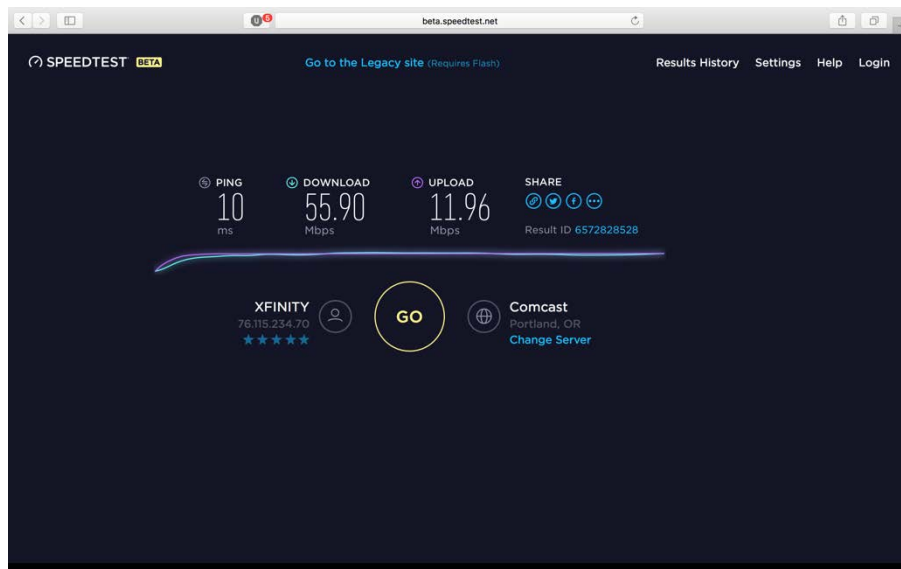 U 6 beta.speedtest.net
SPEEDTEST BETA Go to the Legacy site (Requires Flash) Results History Settings Help Login
PING DOWNLOAD UPLOAD SHARE
10 55.90 11.96
ms Mbps Mbps Result ID 6572828528
XFINITY GO Comcast
76.115.234.70 Portland, OR
Change Server